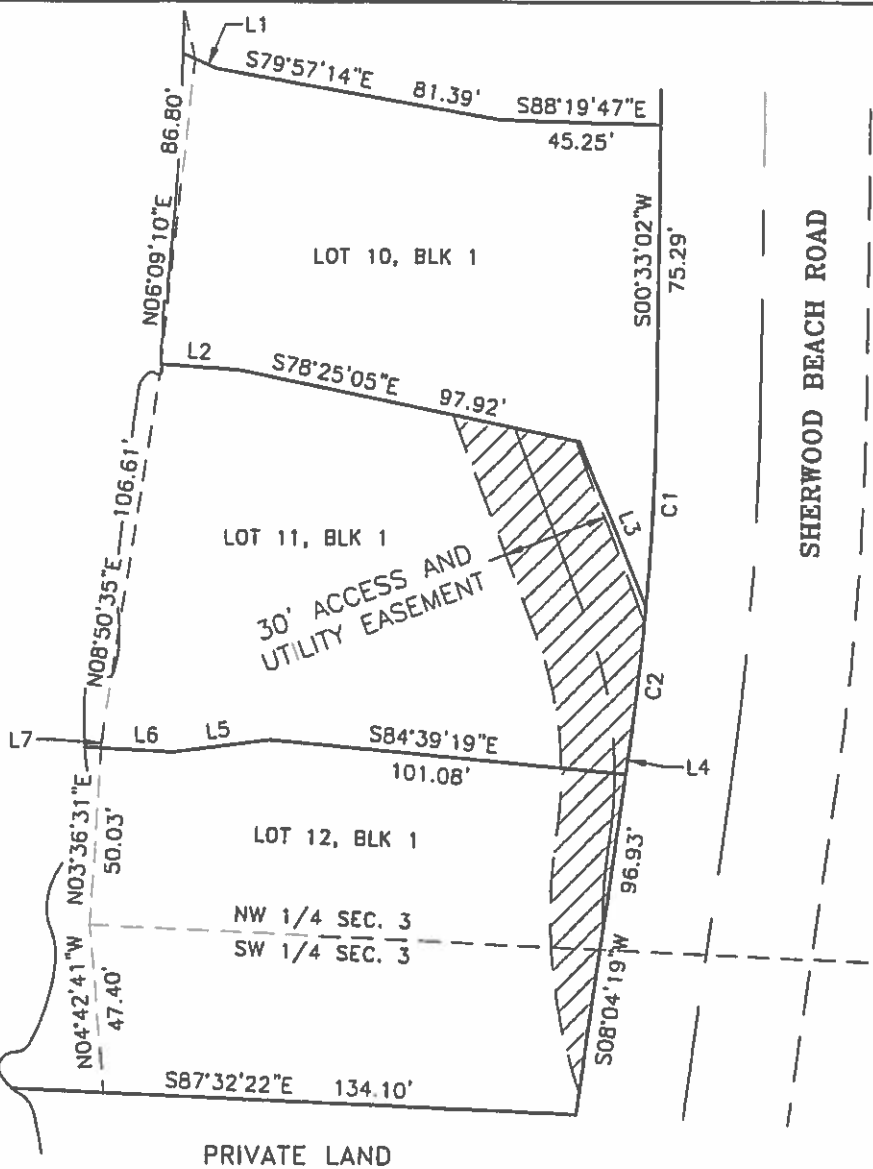 L1
S79°57'14"E
81.39'
S88°19'47"E
45.25'
86.80'
N06°09'10"E
S00°33'02"W
75.29'
LOT 10, BLK 1
SHERWOOD BEACH ROAD
L2
S78°25'05"E
97.92'
106.61'
N08°50'35"E
LOT 11, BLK 1
L3
C1
30' ACCESS AND
UTILITY EASEMENT
C2
L7
L6
L5
S84°39'19"E
101.08'
L4
N03°36'31"E
50.03'
LOT 12, BLK 1
96.93'
S08°04'19"W
NW 1/4 SEC. 3
SW 1/4 SEC. 3
N04°42'41"W
47.40'
S87°32'22"E
134.10'
PRIVATE LAND